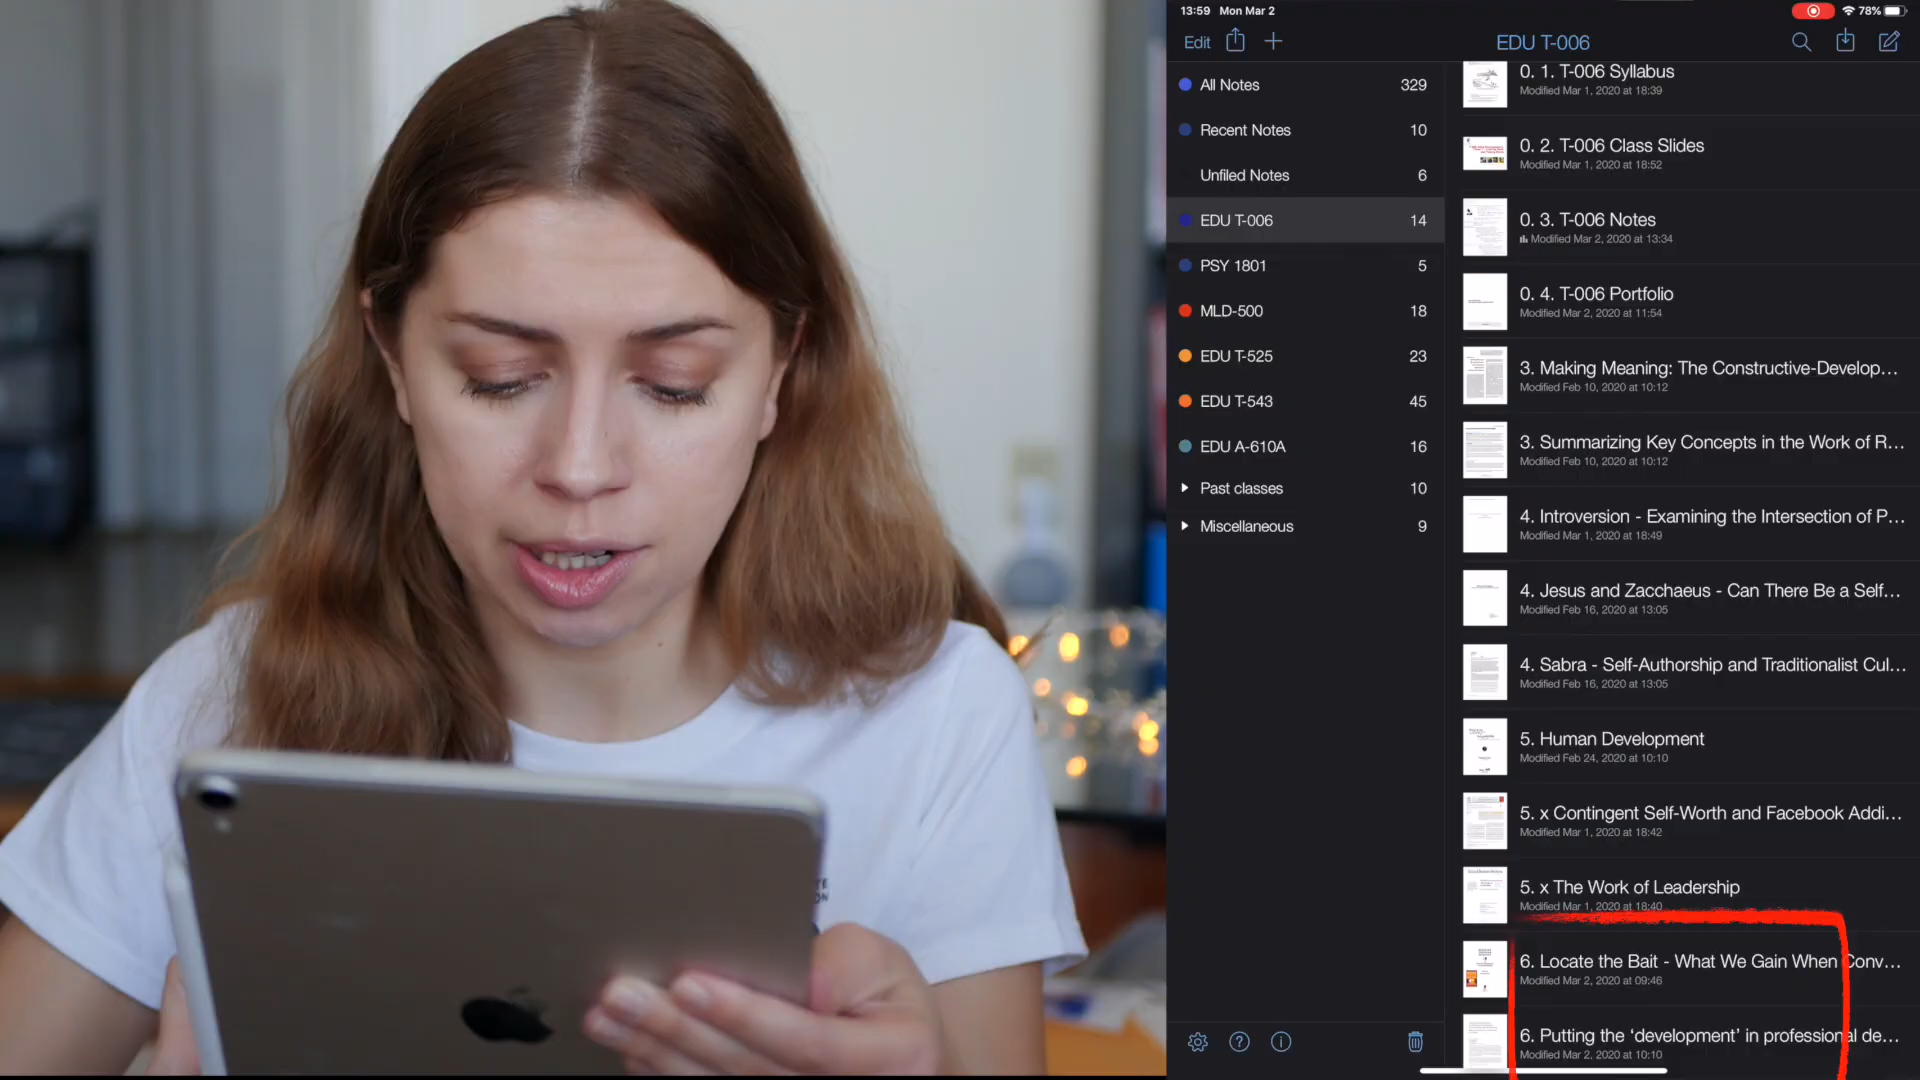 13:59 Mon Mar 2
78%
Edit
EDU T-006
All Notes 329
Recent Notes 10
Unfiled Notes 6
EDU T-006 14
PSY 1801 5
MLD-500 18
EDU T-525 23
EDU T-543 45
EDU A-610A 16
Past classes 10
Miscellaneous 9
0. 1. T-006 Syllabus
Modified Mar 1, 2020 at 18:39
0. 2. T-006 Class Slides
Modified Mar 1, 2020 at 18:52
0. 3. T-006 Notes
Modified Mar 2, 2020 at 13:34
0. 4. T-006 Portfolio
Modified Mar 2, 2020 at 11:54
3. Making Meaning: The Constructive-Develop...
Modified Feb 10, 2020 at 10:12
3. Summarizing Key Concepts in the Work of R...
Modified Feb 10, 2020 at 10:12
4. Introversion - Examining the Intersection of P...
Modified Mar 1, 2020 at 18:49
4. Jesus and Zacchaeus - Can There Be a Self...
Modified Feb 16, 2020 at 13:05
4. Sabra - Self-Authorship and Traditionalist Cul...
Modified Feb 16, 2020 at 13:05
5. Human Development
Modified Feb 24, 2020 at 10:10
5. x Contingent Self-Worth and Facebook Addi...
Modified Mar 1, 2020 at 18:42
5. x The Work of Leadership
Modified Mar 1, 2020 at 18:40
6. Locate the Bait - What We Gain When Conv...
Modified Mar 2, 2020 at 09:46
6. Putting the ‘development’ in professional de...
Modified Mar 2, 2020 at 10:10